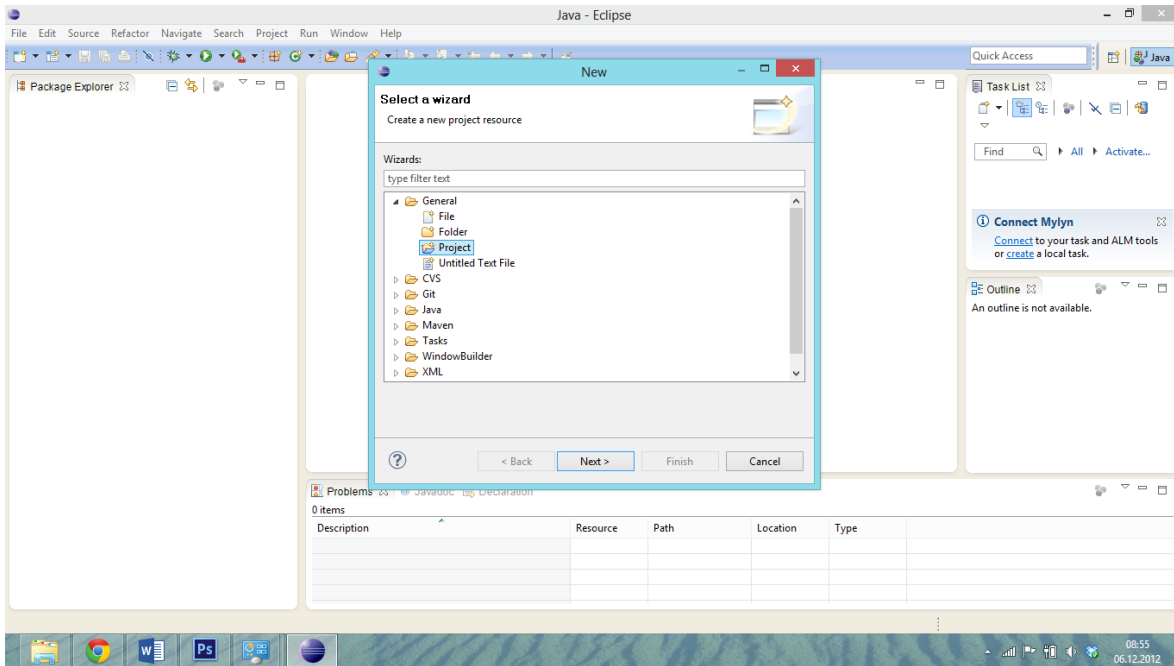 Java - Eclipse
File Edit Source Refactor Navigate Search Project Run Window Help
Quick Access
Java
Package Explorer
New
Select a wizard
Create a new project resource
Wizards:
type filter text
General
File
Folder
Project
Untitled Text File
CVS
Git
Java
Maven
Tasks
WindowBuilder
XML
? < Back Next > Finish Cancel
Task List
Find All Activate...
Connect Mylyn
Connect to your task and ALM tools
or create a local task.
Outline
An outline is not available.
Problems @ Javadoc Declaration
0 items
Description Resource Path Location Type
W Ps
08:55
06.12.2012